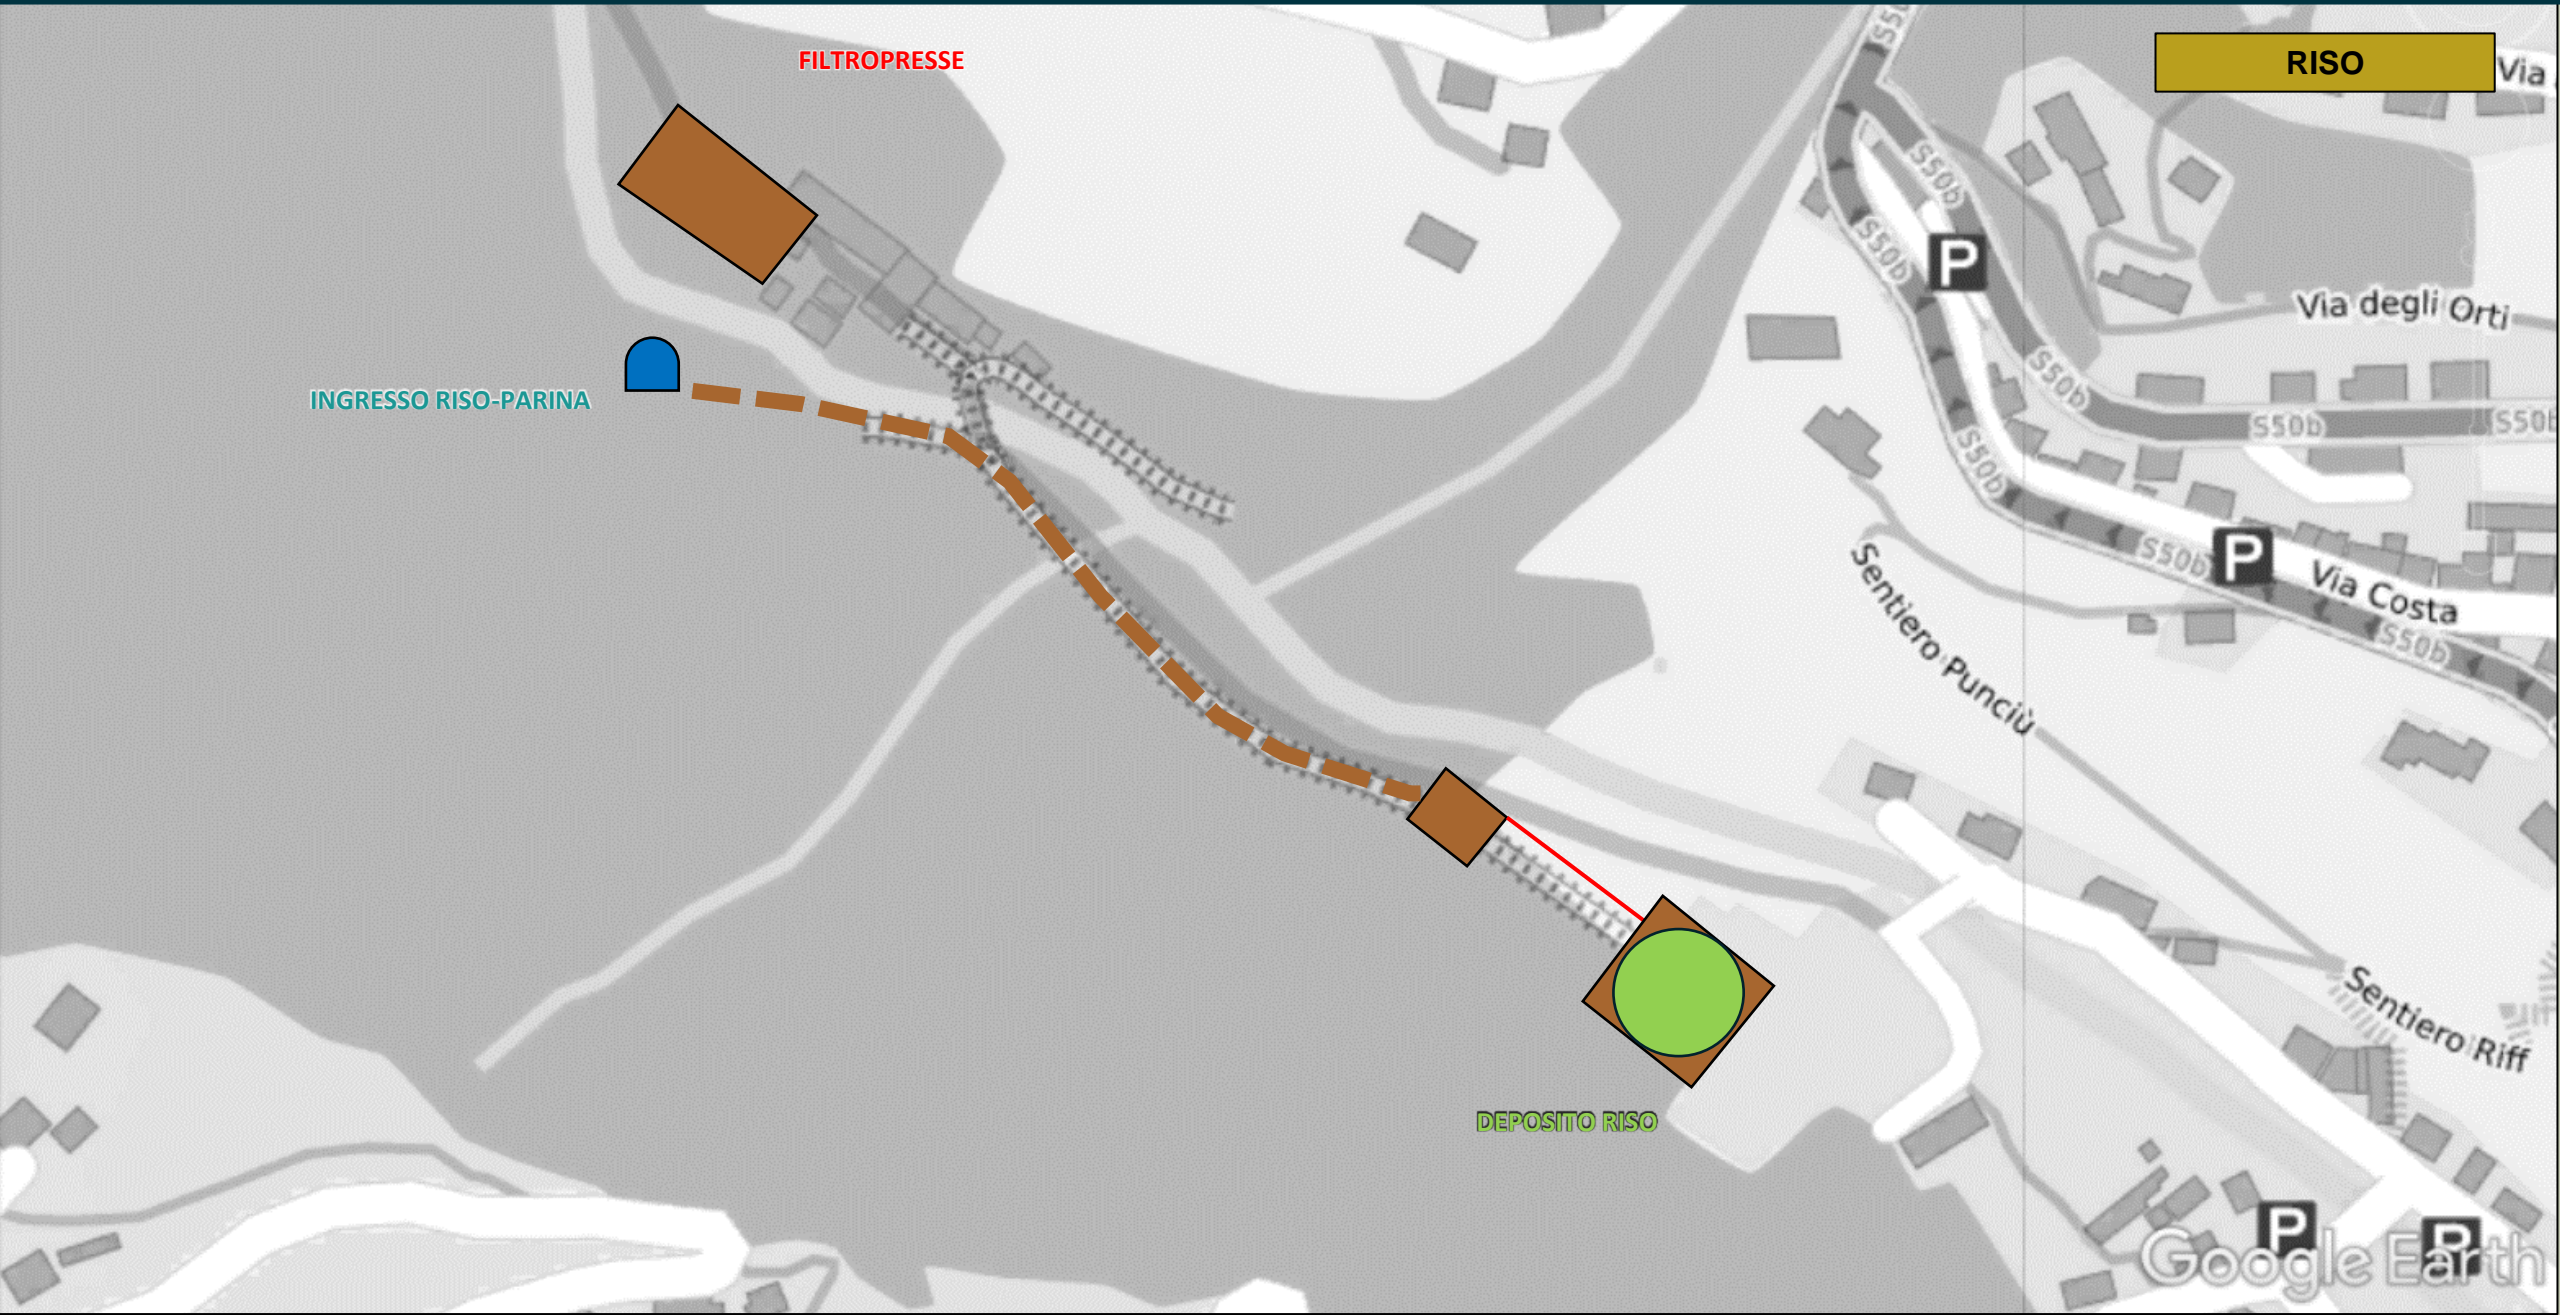 FILTROPRESSE
RISO
Via
S50
S50b
S50b
P
Via degli Orti
S50b
INGRESSO RISO-PARINA
S50b
S50b
S50b
Sentiero Punciù
S50b
P
Via Costa
S50b
Sentiero Riff
DEPOSITO RISO
P
P
Google Earth